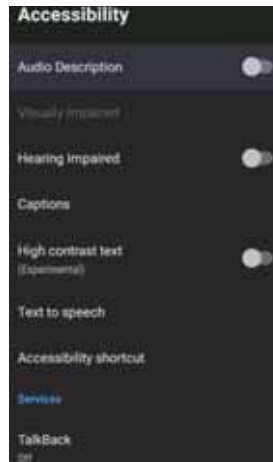 Accessibility
Audio Description
Visually Impaired
Hearing Impaired
Captions
High contrast text
(Experimental)
Text to speech
Accessibility shortcut
Services
TalkBack
Off